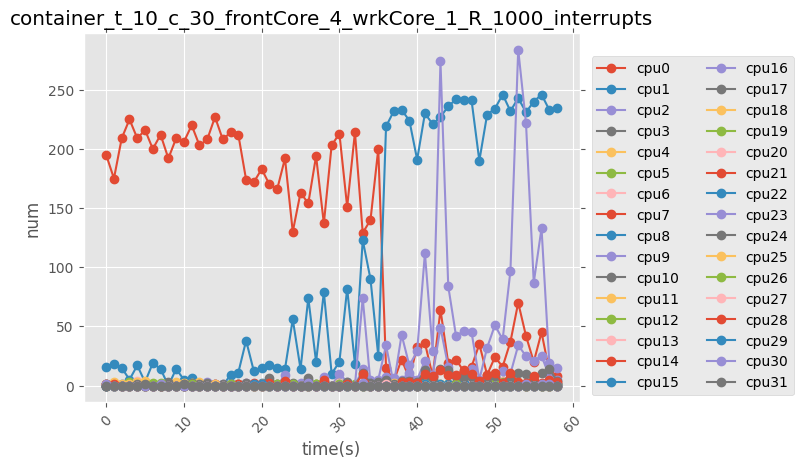 container_t_10_c_30_frontCore_4_wrkCore_1_R_1000_interrupts
num
250
200
150
100
50
0
0
10
20
30
40
50
60
time(s)
cpu0
cpu1
cpu2
cpu3
cpu4
cpu5
cpu6
cpu7
cpu8
cpu9
cpu10
cpu11
cpu12
cpu13
cpu14
cpu15
cpu16
cpu17
cpu18
cpu19
cpu20
cpu21
cpu22
cpu23
cpu24
cpu25
cpu26
cpu27
cpu28
cpu29
cpu30
cpu31